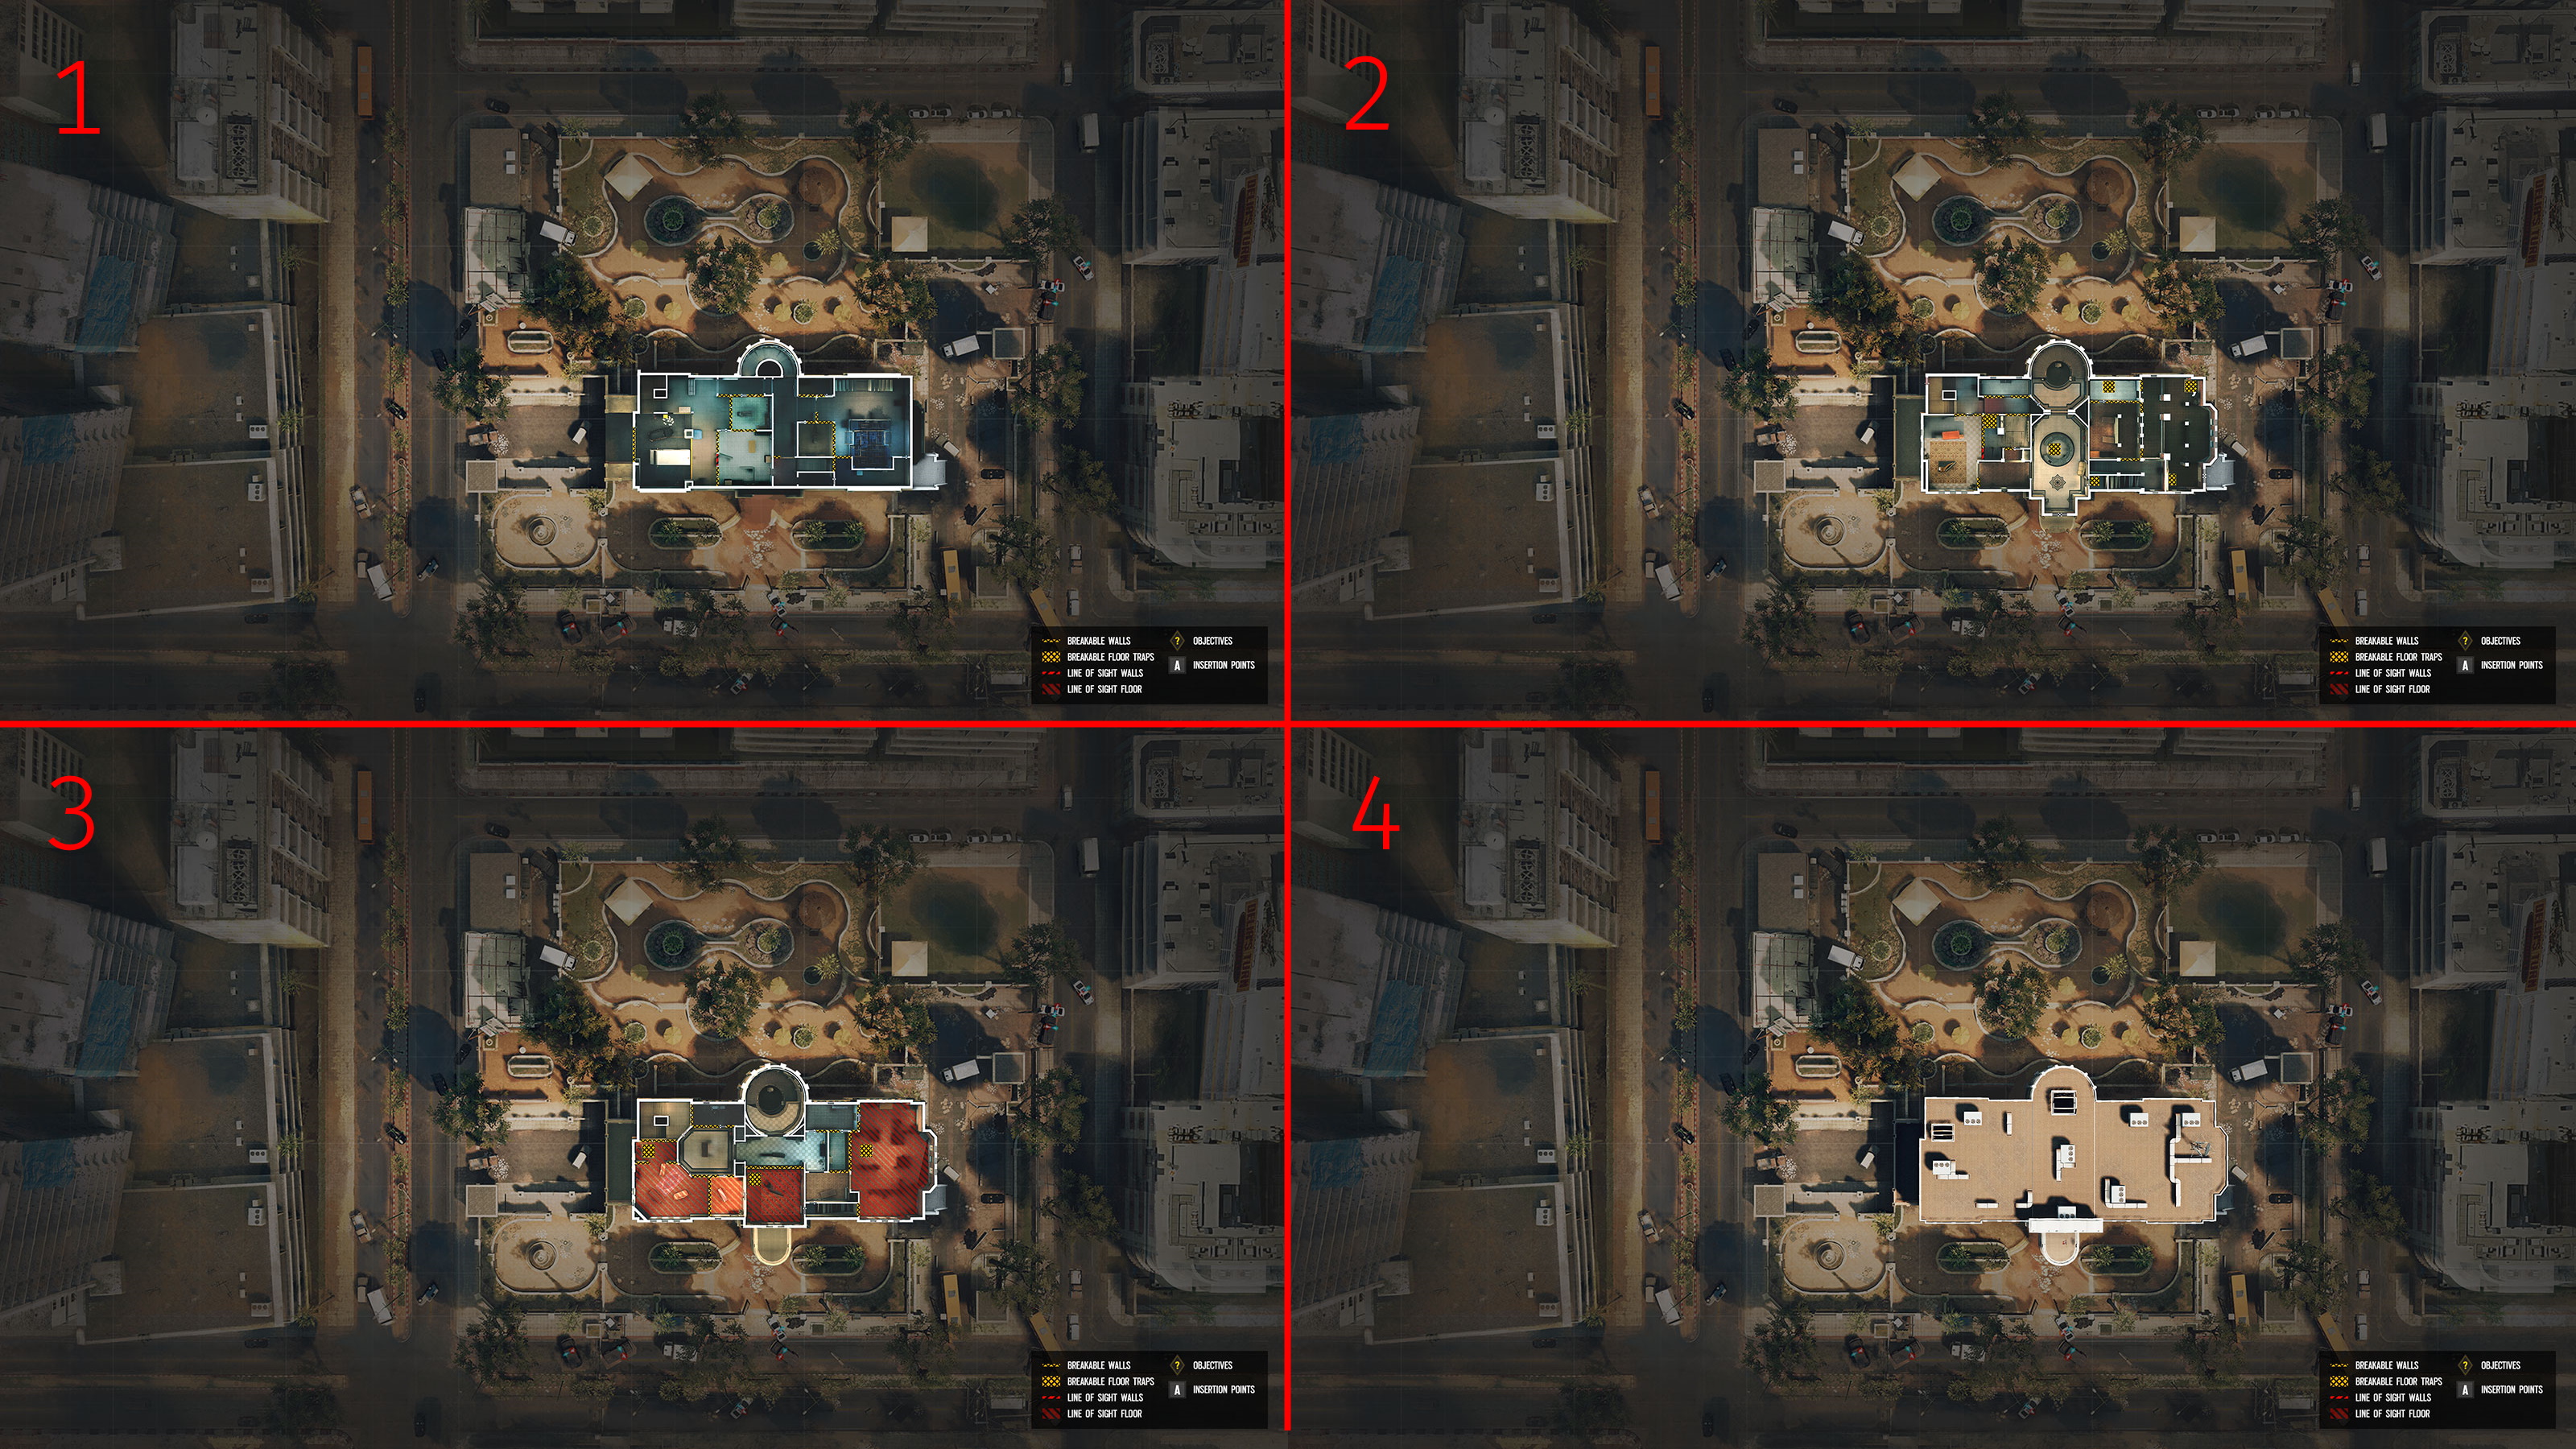 1
BREAKABLE WALLS
BREAKABLE FLOOR TRAPS
LINE OF SIGHT WALLS
LINE OF SIGHT FLOOR
? OBJECTIVES
A INSERTION POINTS
2
BREAKABLE WALLS
BREAKABLE FLOOR TRAPS
LINE OF SIGHT WALLS
LINE OF SIGHT FLOOR
? OBJECTIVES
A INSERTION POINTS
3
BREAKABLE WALLS
BREAKABLE FLOOR TRAPS
LINE OF SIGHT WALLS
LINE OF SIGHT FLOOR
? OBJECTIVES
A INSERTION POINTS
4
BREAKABLE WALLS
BREAKABLE FLOOR TRAPS
LINE OF SIGHT WALLS
LINE OF SIGHT FLOOR
? OBJECTIVES
A INSERTION POINTS